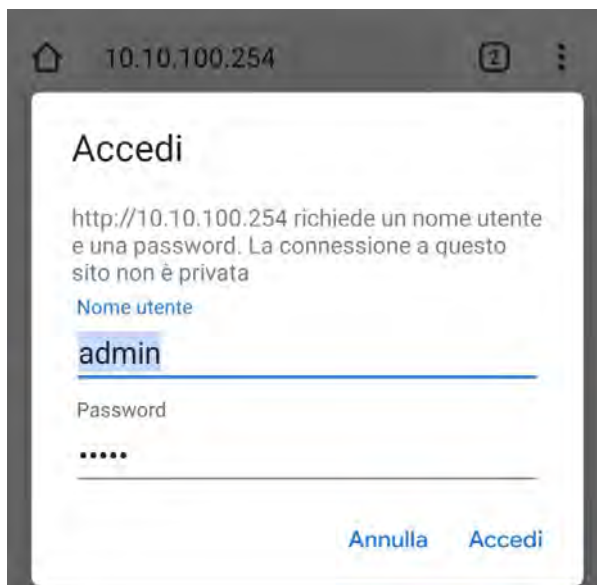 10.10.100.254
2
Accedi
http://10.10.100.254 richiede un nome utente
e una password. La connessione a questo
sito non è privata
Nome utente
admin
Password
•••••
Annulla Accedi